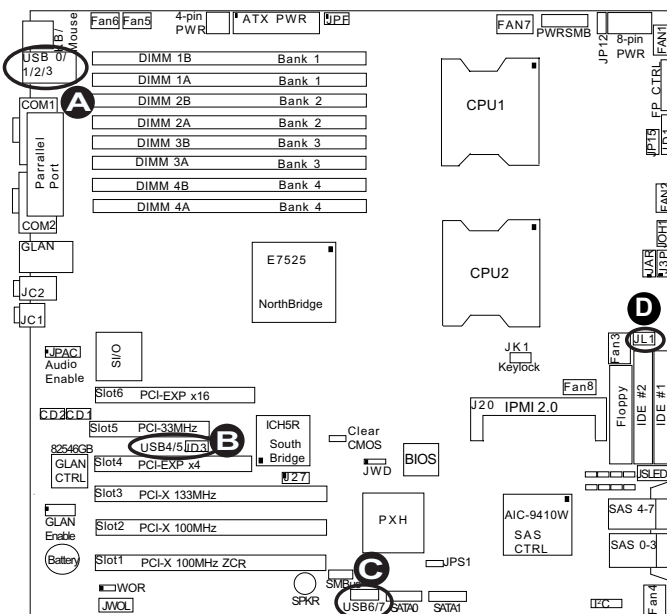 Fan6 Fan5
4-pin
PWR
ATX PWR
JPF
FAN7
PWRSMB
JP12
8-pin
PWR
FAN1
KB/
Mouse
USB 0/
1/2/3
A
DIMM 1B Bank 1
DIMM 1A Bank 1
DIMM 2B Bank 2
DIMM 2A Bank 2
DIMM 3B Bank 3
DIMM 3A Bank 3
DIMM 4B Bank 4
DIMM 4A Bank 4
CPU1
FP CTRL
JP15
JD1
COM1
Parrallel
Port
COM2
GLAN
FAN2
JOH1
JAR
J3P
E7525
NorthBridge
CPU2
JC2
JC1
D
JL1
JPAC
Audio
Enable
SI/O
JK1
Keylock
Fan3
Fan8
Floppy
IDE #2
IDE #1
Slot6 PCI-EXP x16
CD2 CD1
Slot5 PCI-33MHz
USB4/5 JD3
B
ICH5R
South
Bridge
Clear
CMOS
J20 IPMI 2.0
82546GB
GLAN
CTRL
Slot4 PCI-EXP x4
J27
JWD
BIOS
JSLED
Slot3 PCI-X 133MHz
GLAN
Enable
Slot2 PCI-X 100MHz
PXH
AIC-9410W
SAS
CTRL
SAS 4-7
SAS 0-3
Battery
Slot1 PCI-X 100MHz ZCR
C
JPS1
WOR
JWOL
SPKR
SMBus
USB6/7
SATA0
SATA1
I²C
Fan4